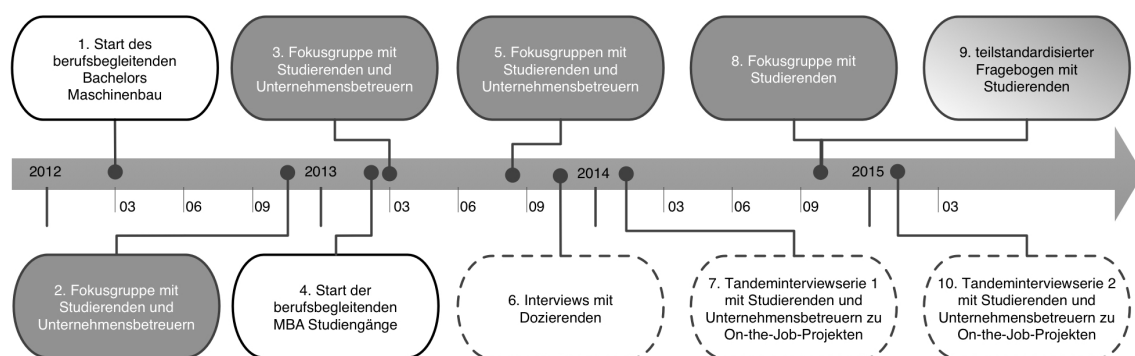 1. Start des
berufsbegleitenden
Bachelors
Maschinenbau
3. Fokusgruppe mit
Studierenden und
Unternehmensbetreuern
5. Fokusgruppen mit
Studierenden und
Unternehmensbetreuern
8. Fokusgruppe mit
Studierenden
9. teilstandardisierter
Fragebogen mit
Studierenden
2012 2013 2014 2015
03 06 09 03 06 09 03 06 09 03
2. Fokusgruppe mit
Studierenden und
Unternehmensbetreuern
4. Start der
berufsbegleitenden
MBA Studiengänge
6. Interviews mit
Dozierenden
7. Tandeminterviewserie 1
mit Studierenden und
Unternehmensbetreuern zu
On-the-Job-Projekten
10. Tandeminterviewserie 2
mit Studierenden und
Unternehmensbetreuern zu
On-the-Job-Projekten